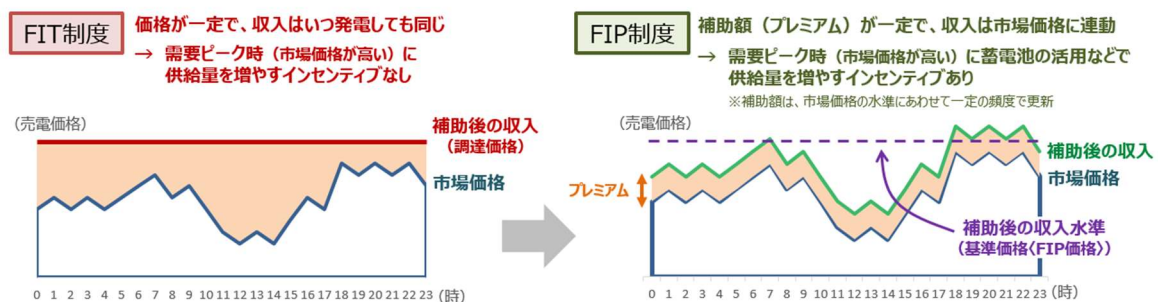 FIT制度
価格が一定で、収入はいつ発電しても同じ
→ 需要ピーク時（市場価格が高い）に
供給量を増やすインセンティブなし
（売電価格）
補助後の収入
（調達価格）
市場価格
0 1 2 3 4 5 6 7 8 9 10 11 12 13 14 15 16 17 18 19 20 21 22 23 （時）
FIP制度
補助額（プレミアム）が一定で、収入は市場価格に連動
→ 需要ピーク時（市場価格が高い）に蓄電池の活用などで
供給量を増やすインセンティブあり
※補助額は、市場価格の水準にあわせて一定の頻度で更新
（売電価格）
プレミアム
補助後の収入
市場価格
補助後の収入水準
（基準価格〈FIP価格〉）
0 1 2 3 4 5 6 7 8 9 10 11 12 13 14 15 16 17 18 19 20 21 22 23 （時）